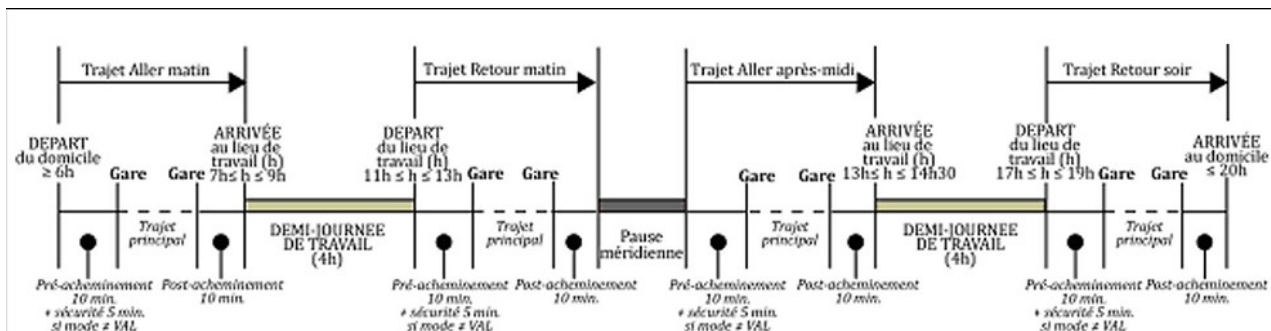 Trajet Aller matin
Trajet Retour matin
Trajet Aller après-midi
Trajet Retour soir
DEPART
du domicile
≥ 6h
ARRIVÉE
au lieu de
travail (h)
7h≤ h ≤ 9h
DEPART
du lieu de
travail (h)
11h ≤ h ≤ 13h
ARRIVÉE
au lieu de
travail (h)
13h≤ h ≤ 14h30
DEPART
du lieu de
travail (h)
17h ≤ h ≤ 19h
ARRIVÉE
au domicile
≤ 20h
Gare
Gare
Gare
Gare
Gare
Gare
Gare
Gare
Trajet
principal
DEMI-JOURNEE
DE TRAVAIL
(4h)
Trajet
principal
Pause
méridienne
Trajet
principal
DEMI-JOURNEE
DE TRAVAIL
(4h)
Trajet
principal
Pré-acheminement
10 min.
+ sécurité 5 min.
si mode ≠ VAL
Post-acheminement
10 min.
Pré-acheminement
10 min.
+ sécurité 5 min.
si mode ≠ VAL
Post-acheminement
10 min.
Pré-acheminement
10 min.
+ sécurité 5 min.
si mode ≠ VAL
Post-acheminement
10 min.
Pré-acheminement
10 min.
+ sécurité 5 min.
si mode ≠ VAL
Post-acheminement
10 min.